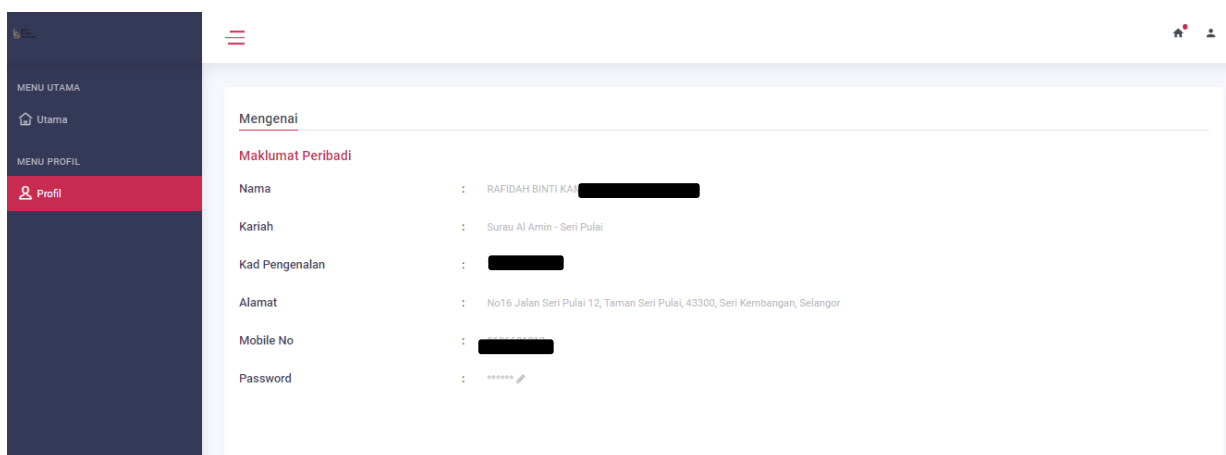 MENU UTAMA
Utama
MENU PROFIL
Profil
Mengenai
Maklumat Peribadi
Nama : RAFIDAH BINTI
Kariah : Surau Al Amin - Seri Pulai
Kad Pengenalan :
Alamat : No16 Jalan Seri Pulai 12, Taman Seri Pulai, 43300, Seri Kembangan, Selangor
Mobile No :
Password : ******